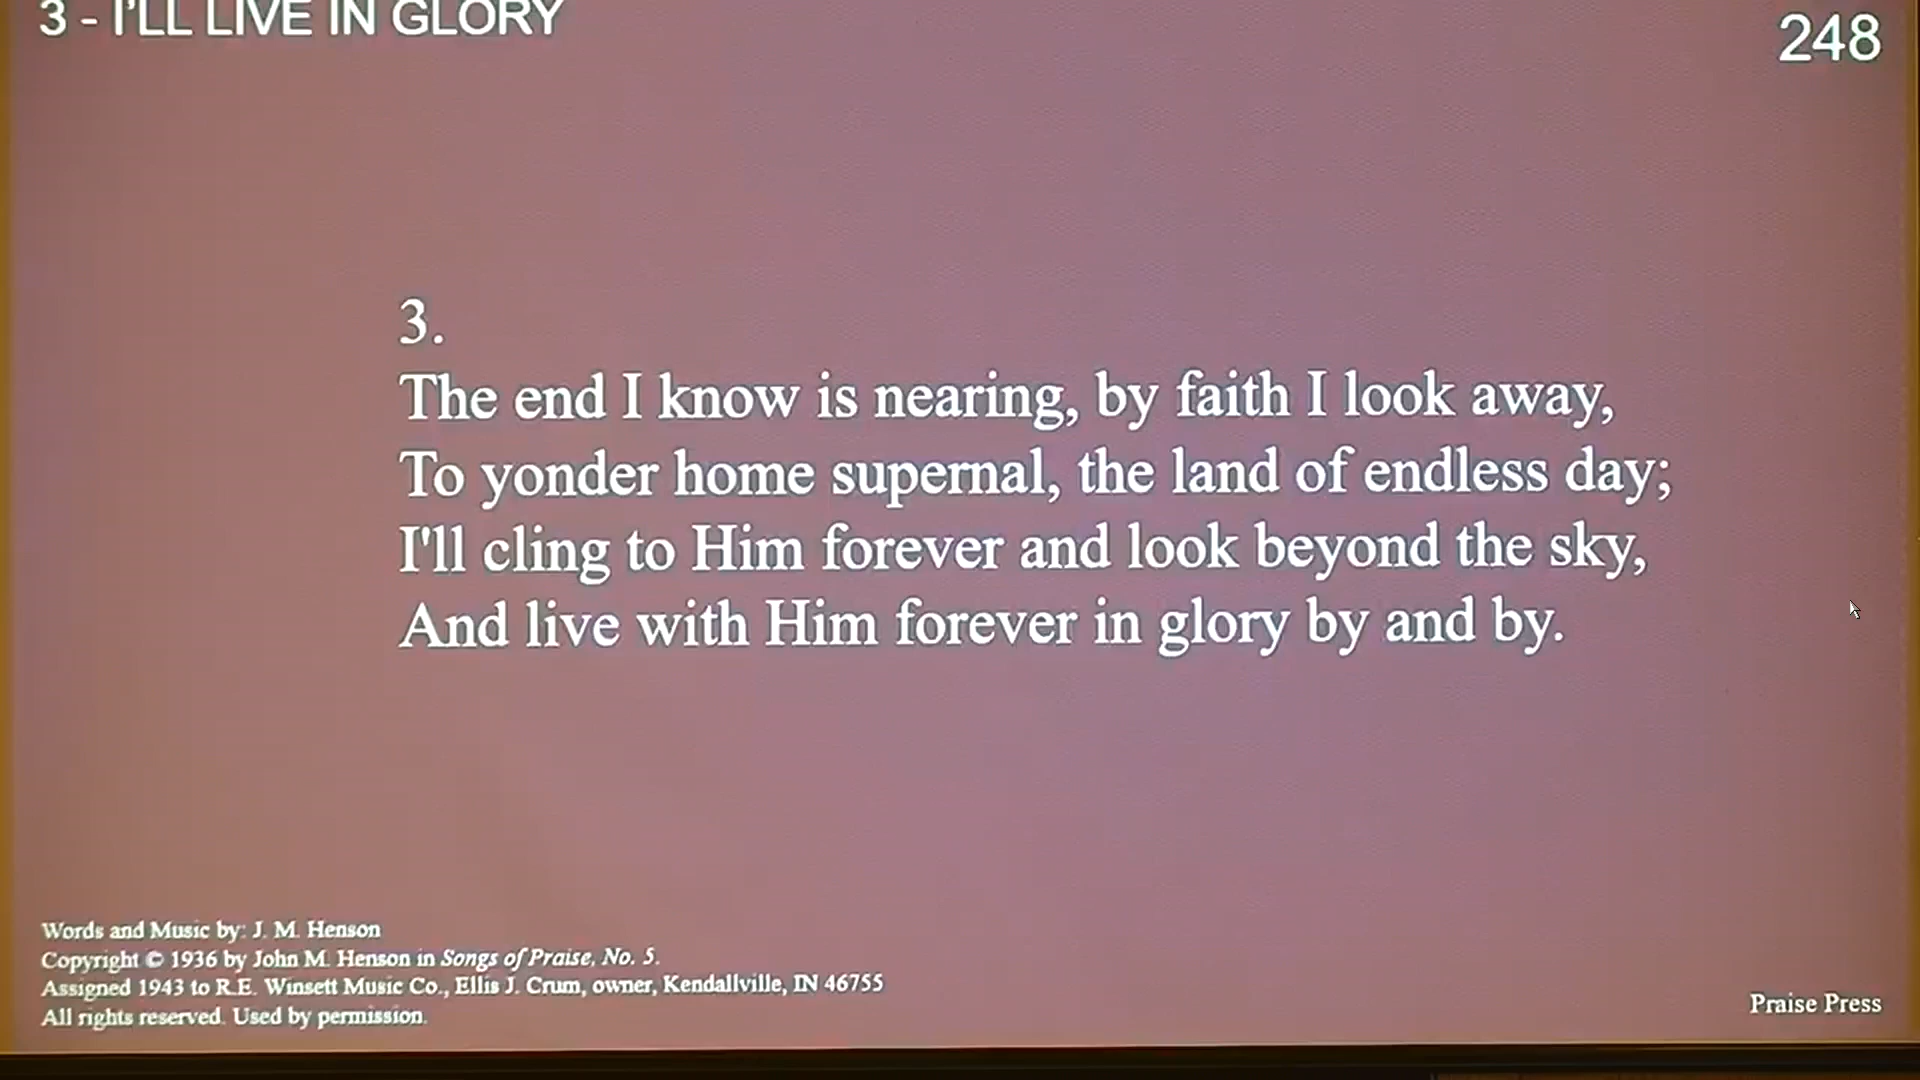 3 - I'LL LIVE IN GLORY
248
3.
The end I know is nearing, by faith I look away,
To yonder home supernal, the land of endless day;
I'll cling to Him forever and look beyond the sky,
And live with Him forever in glory by and by.
Words and Music by: J. M. Henson
Copyright © 1936 by John M. Henson in Songs of Praise, No. 5.
Assigned 1943 to R.E. Winsett Music Co., Ellis J. Crum, owner, Kendallville, IN 46755
All rights reserved. Used by permission.
Praise Press